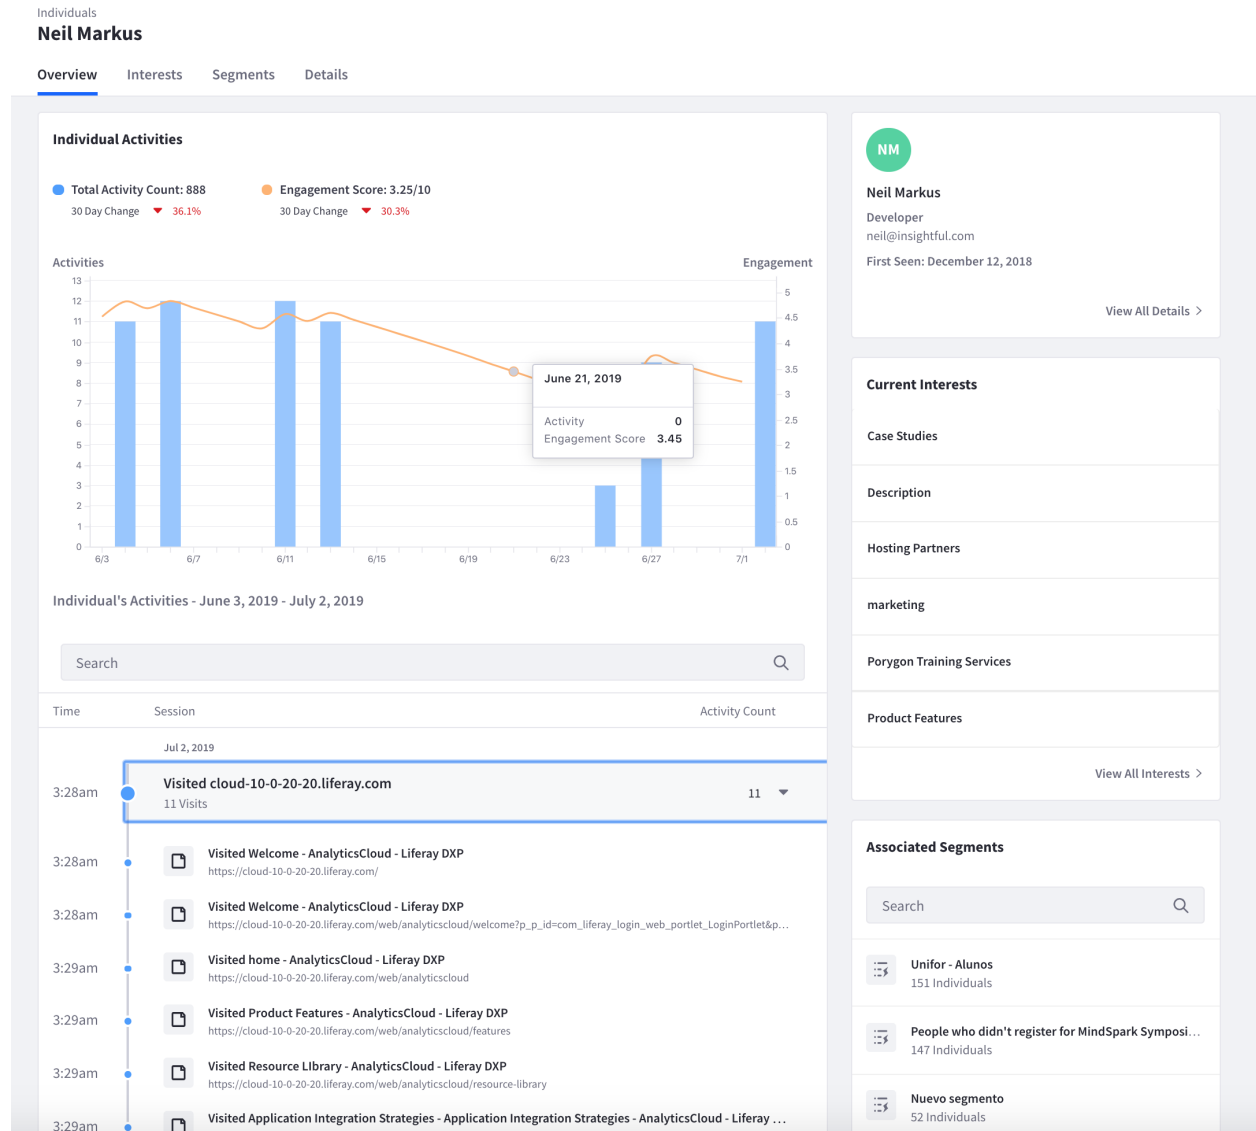 Individuals
Neil Markus
Overview Interests Segments Details
Individual Activities
Total Activity Count: 888
30 Day Change 36.1%
Engagement Score: 3.25/10
30 Day Change 30.3%
Activities Engagement
13
12
11
10
9
8
7
6
5
4
3
2
1
0
5
4.5
4
3.5
3
2.5
2
1.5
1
0.5
0
6/3 6/7 6/11 6/15 6/19 6/23 6/27 7/1
June 21, 2019
Activity 0
Engagement Score 3.45
Individual's Activities - June 3, 2019 - July 2, 2019
Search
Time Session Activity Count
Jul 2, 2019
3:28am
Visited cloud-10-0-20-20.liferay.com
11 Visits
11
3:28am
Visited Welcome - AnalyticsCloud - Liferay DXP
https://cloud-10-0-20-20.liferay.com/
3:28am
Visited Welcome - AnalyticsCloud - Liferay DXP
https://cloud-10-0-20-20.liferay.com/web/analyticscloud/welcome?p_p_id=com_liferay_login_web_portlet_LoginPortlet&p...
3:29am
Visited home - AnalyticsCloud - Liferay DXP
https://cloud-10-0-20-20.liferay.com/web/analyticscloud
3:29am
Visited Product Features - AnalyticsCloud - Liferay DXP
https://cloud-10-0-20-20.liferay.com/web/analyticscloud/features
3:29am
Visited Resource LIbrary - AnalyticsCloud - Liferay DXP
https://cloud-10-0-20-20.liferay.com/web/analyticscloud/resource-library
3:29am
Visited Application Integration Strategies - Application Integration Strategies - AnalyticsCloud - Liferay ...
NM
Neil Markus
Developer
neil@insightful.com
First Seen: December 12, 2018
View All Details
Current Interests
Case Studies
Description
Hosting Partners
marketing
Porygon Training Services
Product Features
View All Interests
Associated Segments
Search
Unifor - Alunos
151 Individuals
People who didn't register for MindSpark Symposi...
147 Individuals
Nuevo segmento
52 Individuals